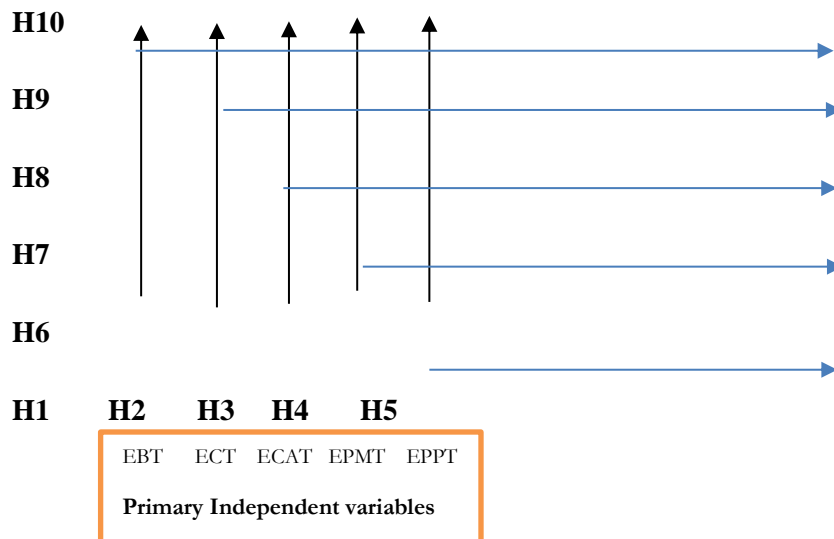 H10
H9
H8
H7
H6
H1 H2 H3 H4 H5
EBT ECT ECAT EPMT EPPT
Primary Independent variables